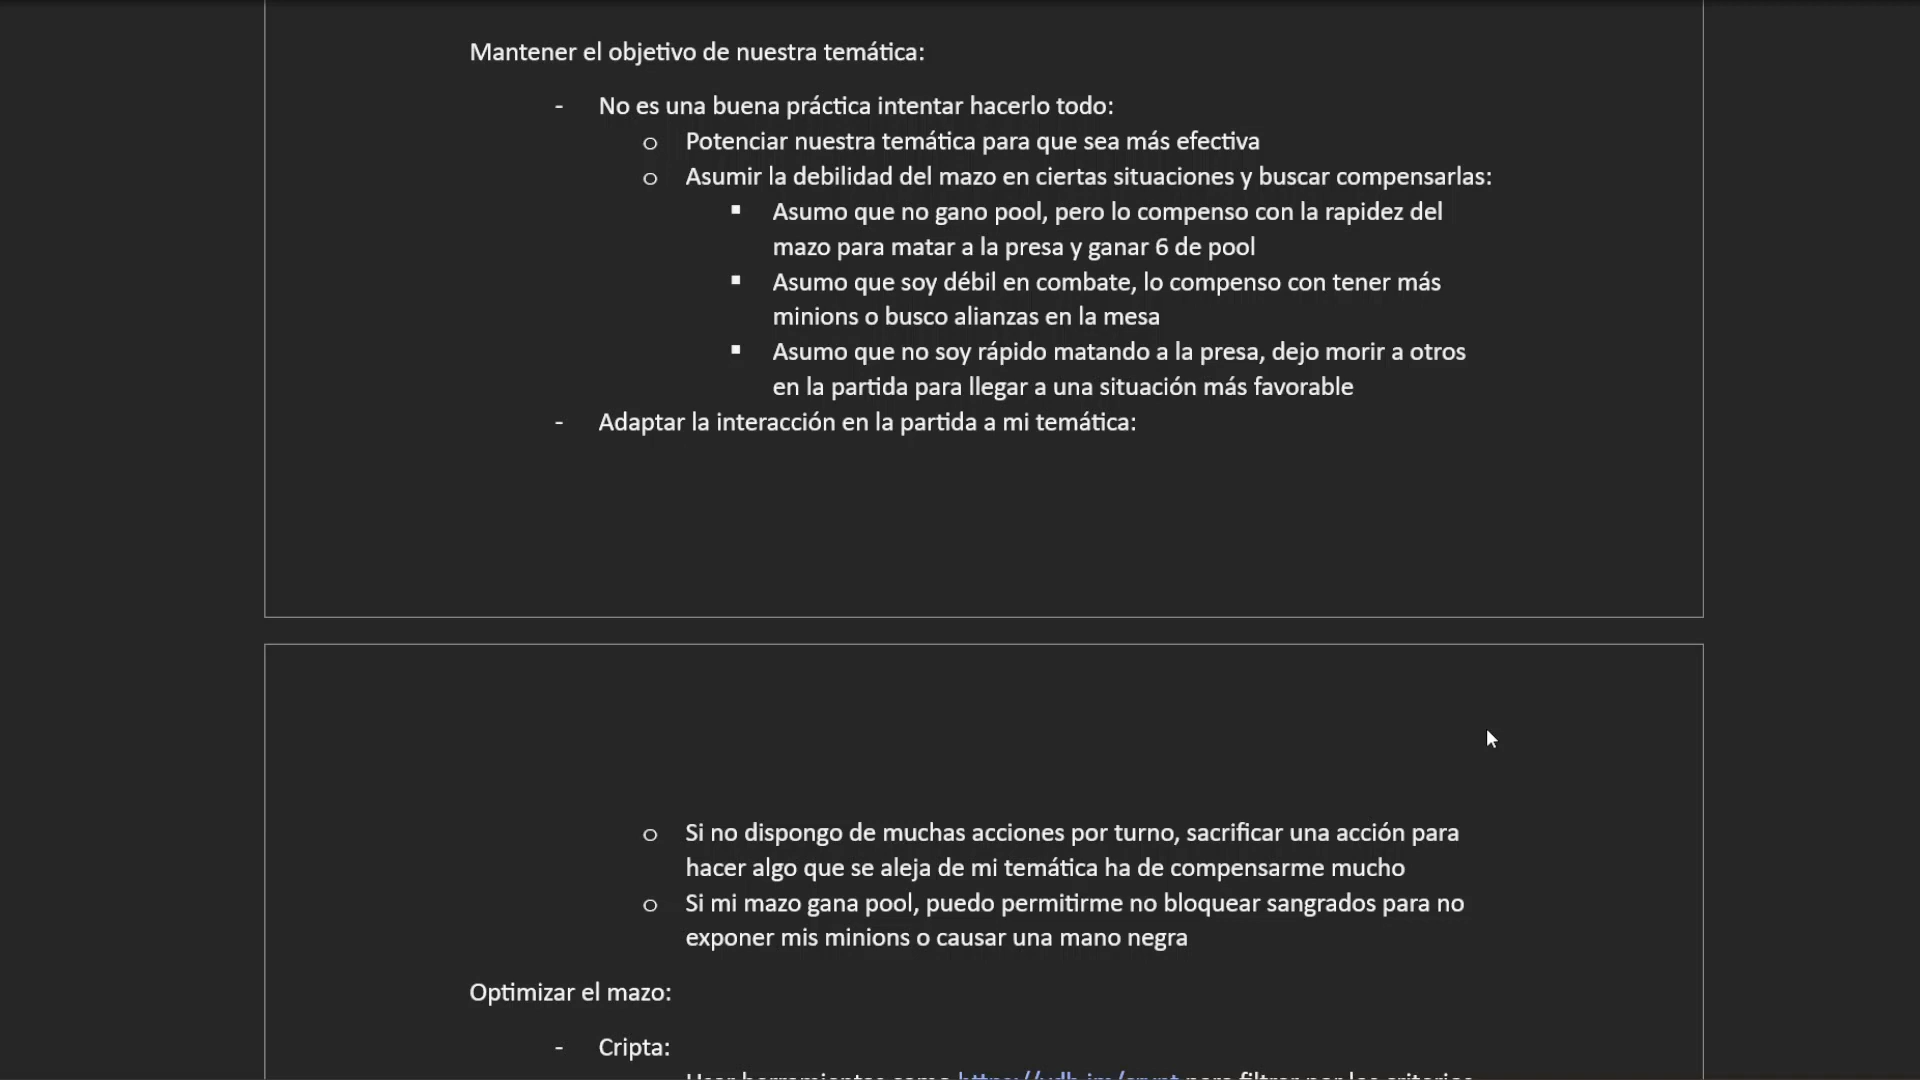 Mantener el objetivo de nuestra temática:
- No es una buena práctica intentar hacerlo todo:
o Potenciar nuestra temática para que sea más efectiva
o Asumir la debilidad del mazo en ciertas situaciones y buscar compensarlas:
▪ Asumo que no gano pool, pero lo compenso con la rapidez del
mazo para matar a la presa y ganar 6 de pool
▪ Asumo que soy débil en combate, lo compenso con tener más
minions o busco alianzas en la mesa
▪ Asumo que no soy rápido matando a la presa, dejo morir a otros
en la partida para llegar a una situación más favorable
- Adaptar la interacción en la partida a mi temática:
o Si no dispongo de muchas acciones por turno, sacrificar una acción para
hacer algo que se aleja de mi temática ha de compensarme mucho
o Si mi mazo gana pool, puedo permitirme no bloquear sangrados para no
exponer mis minions o causar una mano negra
Optimizar el mazo:
- Cripta: